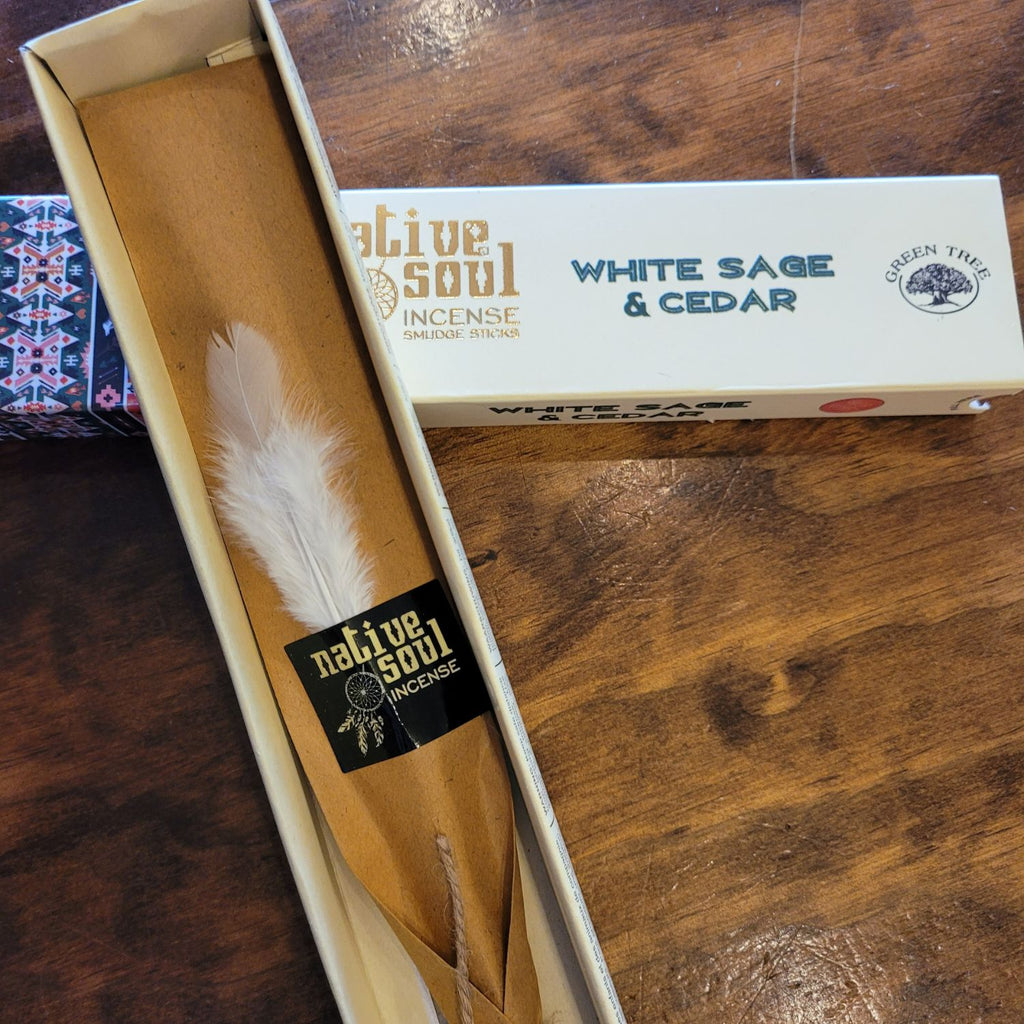 native
soul
INCENSE
SMUDGE STICKS
WHITE SAGE
& CEDAR
GREEN TREE
WHITE SAGE
& CEDAR
native
soul
INCENSE